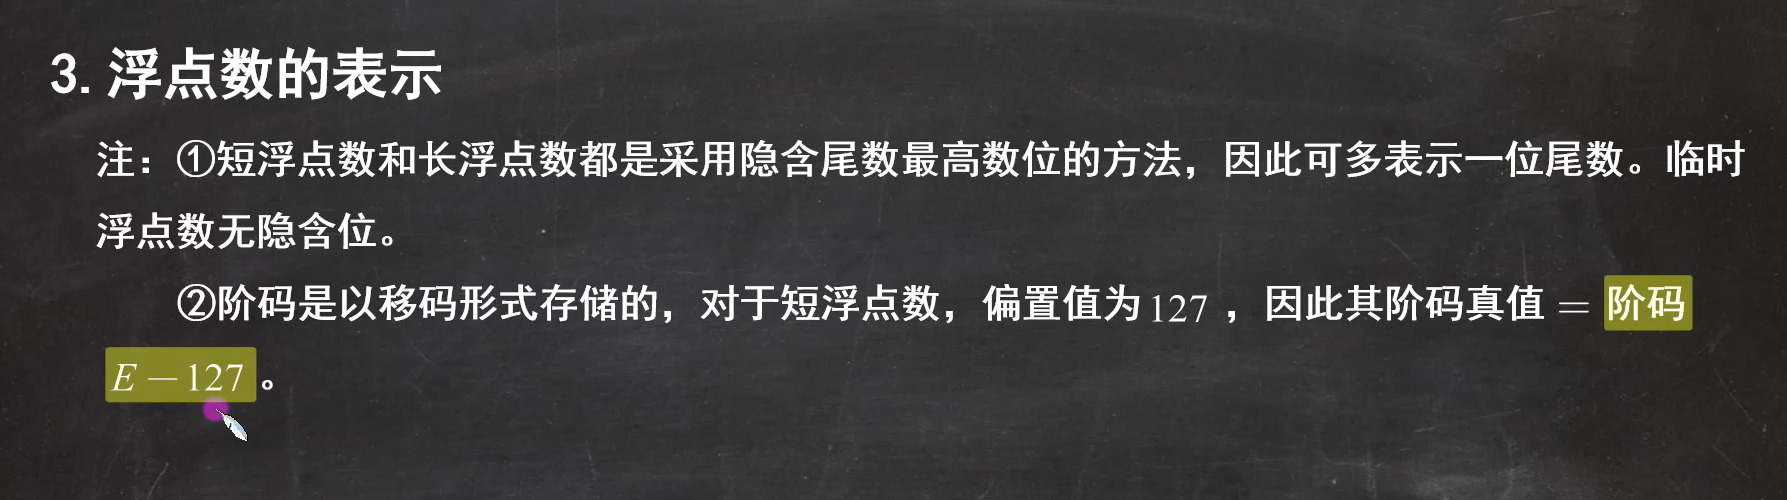 3. 浮点数的表示
注：①短浮点数和长浮点数都是采用隐含尾数最高数位的方法，因此可多表示一位尾数。临时
浮点数无隐含位。
②阶码是以移码形式存储的，对于短浮点数，偏置值为127，因此其阶码真值 = 阶码
E－127。